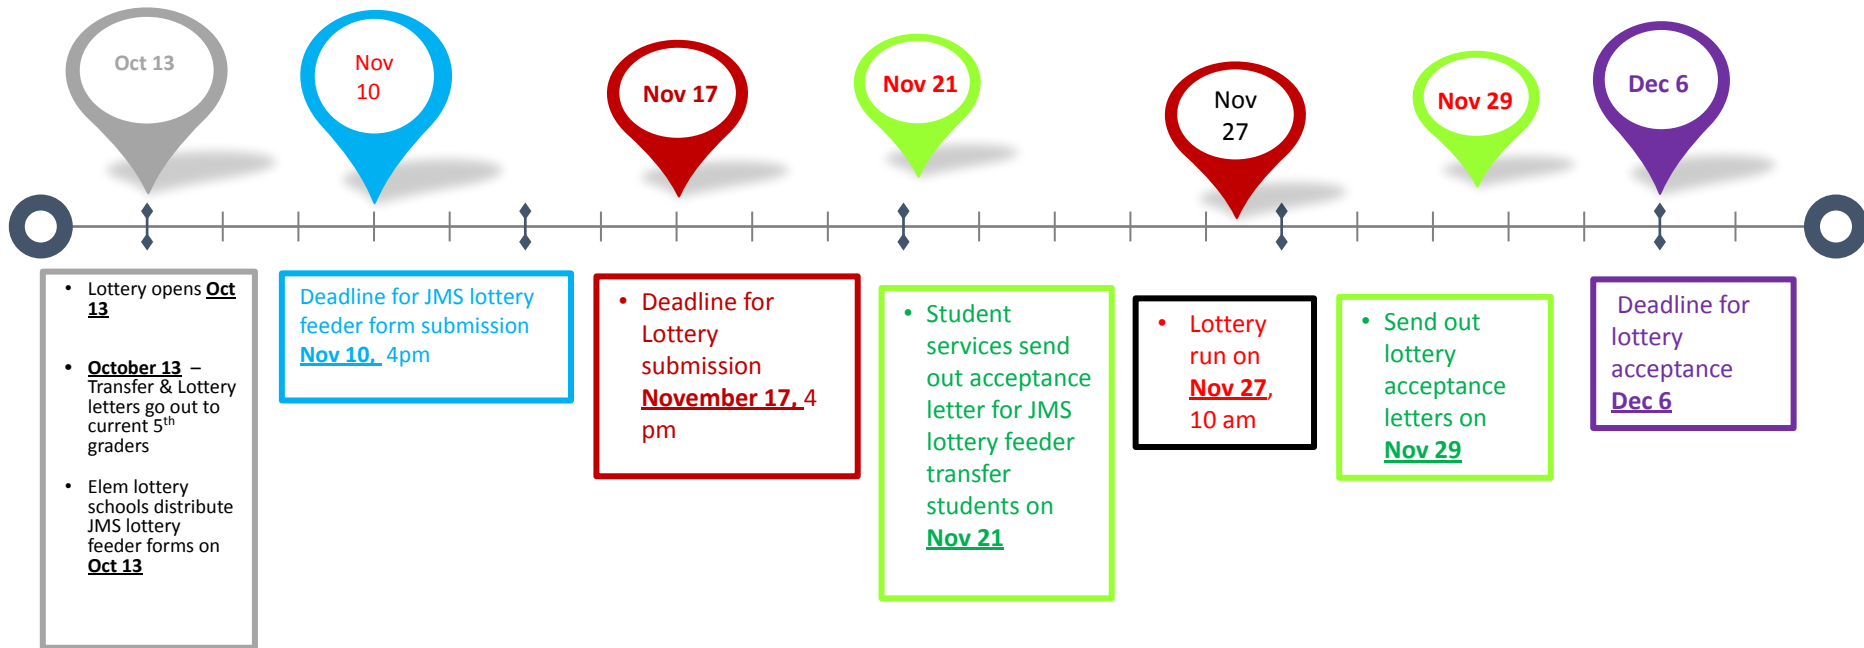 Oct 13
Nov
10
Nov 17
Nov 21
Nov
27
Nov 29
Dec 6
• Lottery opens Oct
13
• October 13 –
Transfer & Lottery
letters go out to
current 5th
graders
• Elem lottery
schools distribute
JMS lottery
feeder forms on
Oct 13
Deadline for JMS lottery
feeder form submission
Nov 10, 4pm
• Deadline for
Lottery
submission
November 17, 4
pm
• Student
services send
out acceptance
letter for JMS
lottery feeder
transfer
students on
Nov 21
• Lottery
run on
Nov 27,
10 am
• Send out
lottery
acceptance
letters on
Nov 29
Deadline for
lottery
acceptance
Dec 6